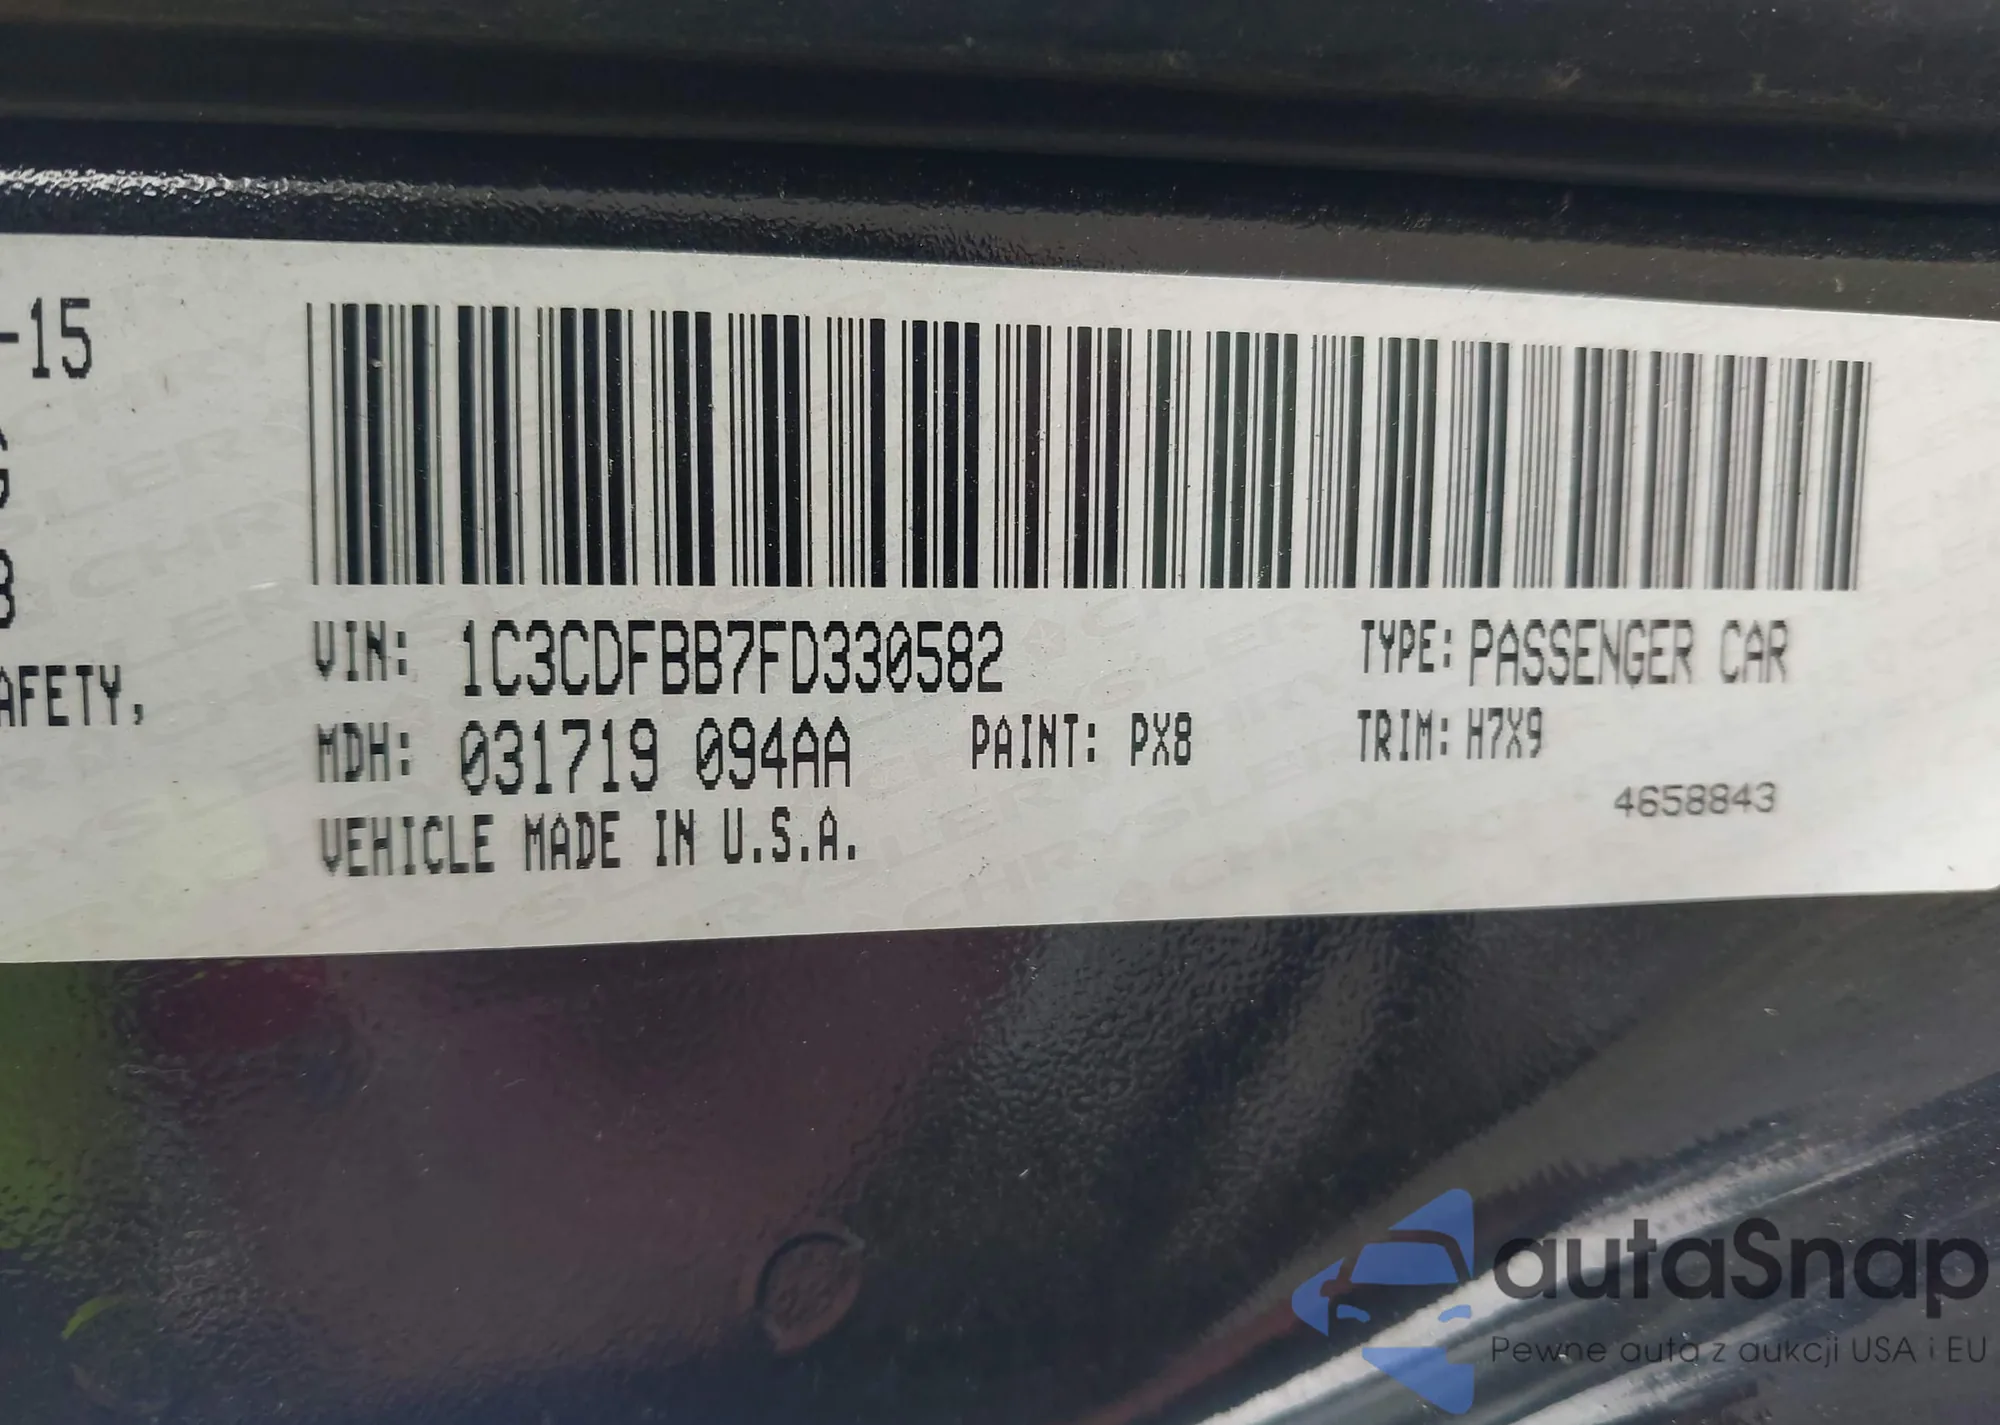 -15
AFETY,
VIN: 1C3CDFBB7FD330582 TYPE: PASSENGER CAR
MDH: 031719 094AA PAINT: PX8 TRIM: H7X9
4658843
VEHICLE MADE IN U.S.A.
autaSnap
Pewne auta z aukcji USA i EU